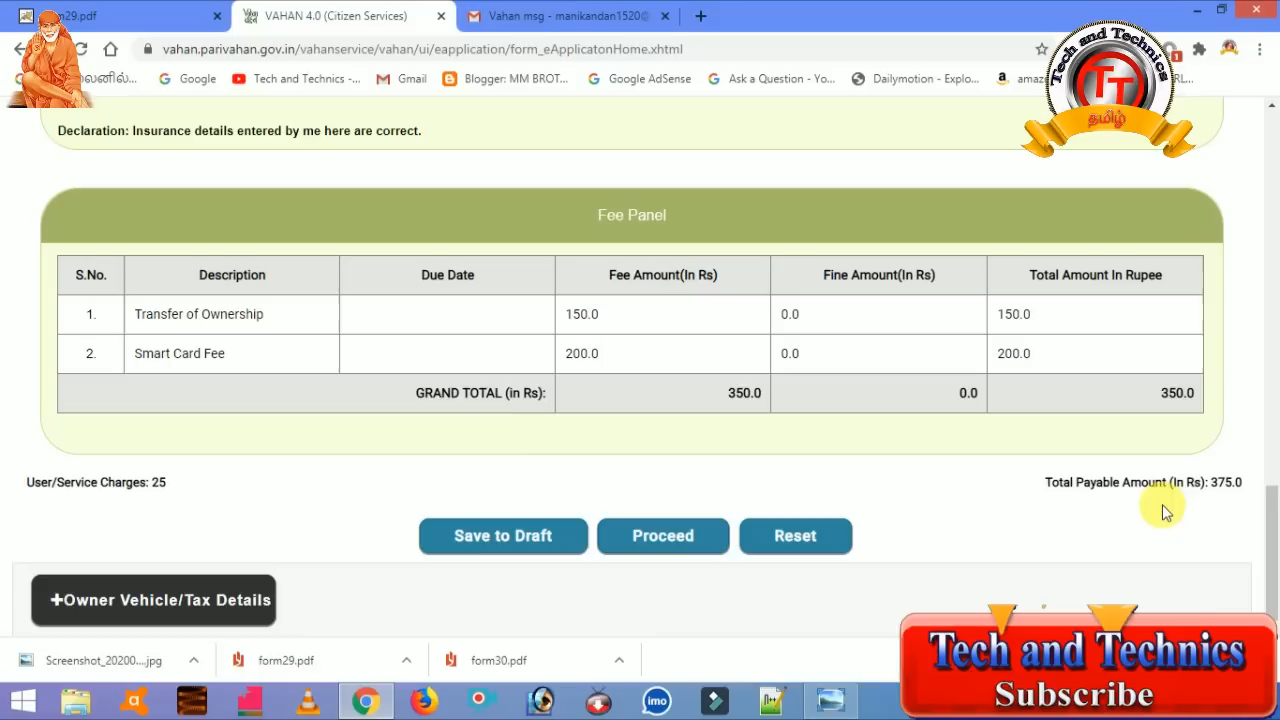 m29.pdf
VAHAN 4.0 (Citizen Services)
Vahan msg - manikandan1520@
vahan.parivahan.gov.in/vahanservice/vahan/ui/eapplication/form_eApplicatonHome.xhtml
Google
Tech and Technics -...
Gmail
Blogger: MM BROT...
Google AdSense
Ask a Question - Yo...
Dailymotion - Explo...
Tech and Technics
TT
தமிழ்
1
Declaration: Insurance details entered by me here are correct.
Fee Panel
S.No. Description Due Date Fee Amount(In Rs) Fine Amount(In Rs) Total Amount In Rupee
1. Transfer of Ownership 150.0 0.0 150.0
2. Smart Card Fee 200.0 0.0 200.0
GRAND TOTAL (in Rs): 350.0 0.0 350.0
User/Service Charges: 25 Total Payable Amount (In Rs): 375.0
Save to Draft Proceed Reset
+Owner Vehicle/Tax Details
Screenshot_20200....jpg form29.pdf form30.pdf
Tech and Technics
Subscribe
imo